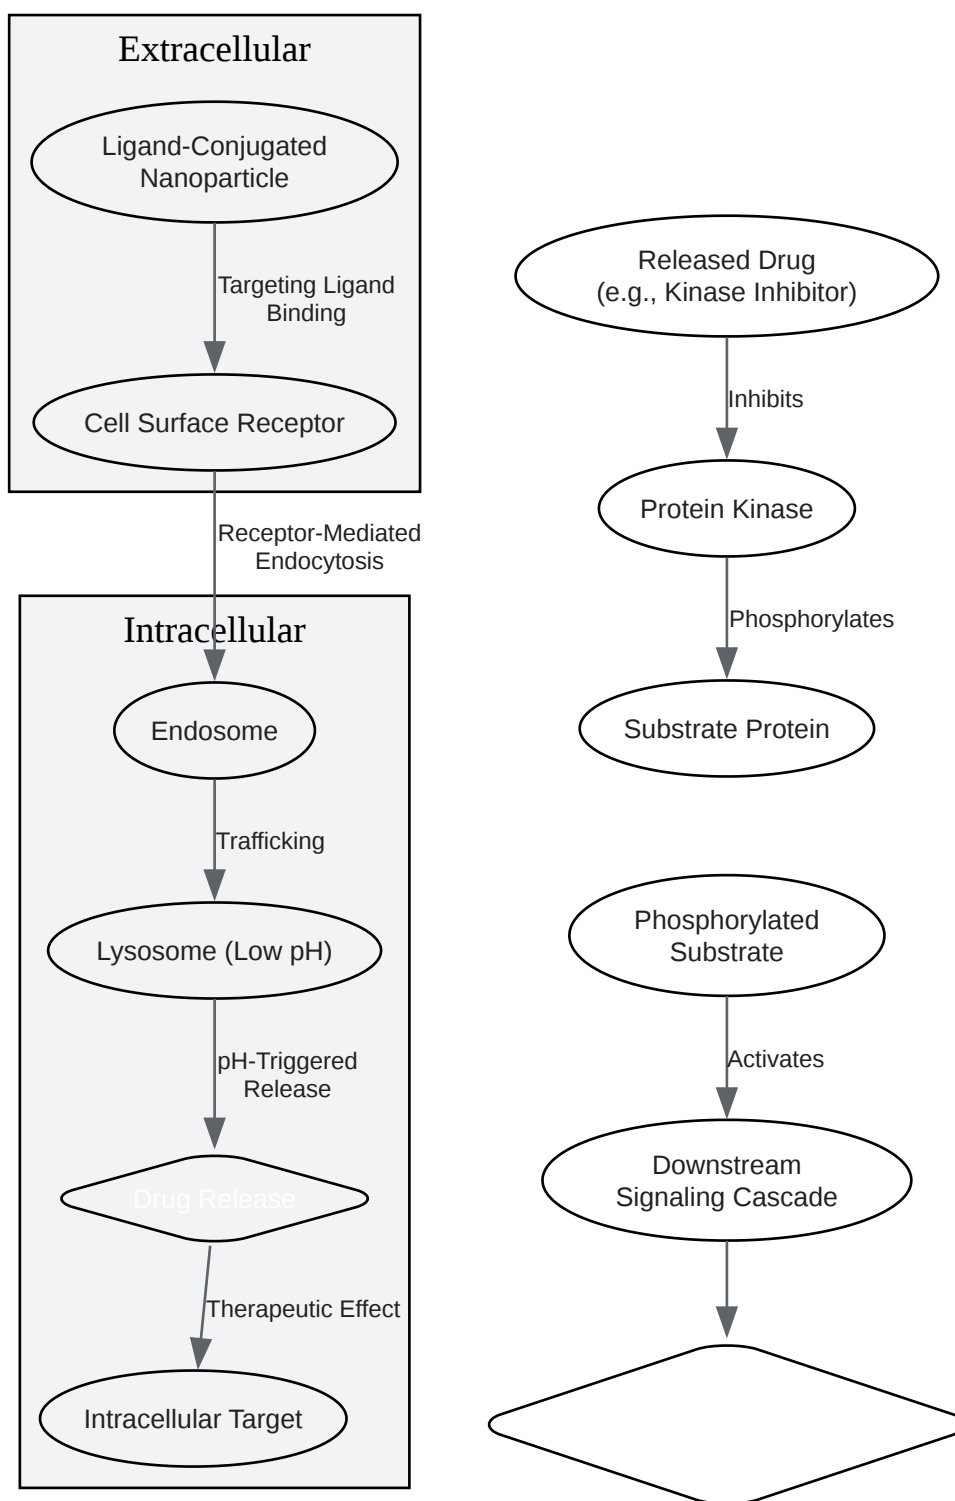 Extracellular
Ligand-Conjugated
Nanoparticle
Targeting Ligand
Binding
Cell Surface Receptor
Receptor-Mediated
Endocytosis
Intracellular
Endosome
Trafficking
Lysosome (Low pH)
pH-Triggered
Release
Drug Release
Therapeutic Effect
Intracellular Target
Released Drug
(e.g., Kinase Inhibitor)
Inhibits
Protein Kinase
Phosphorylates
Substrate Protein
Phosphorylated
Substrate
Activates
Downstream
Signaling Cascade